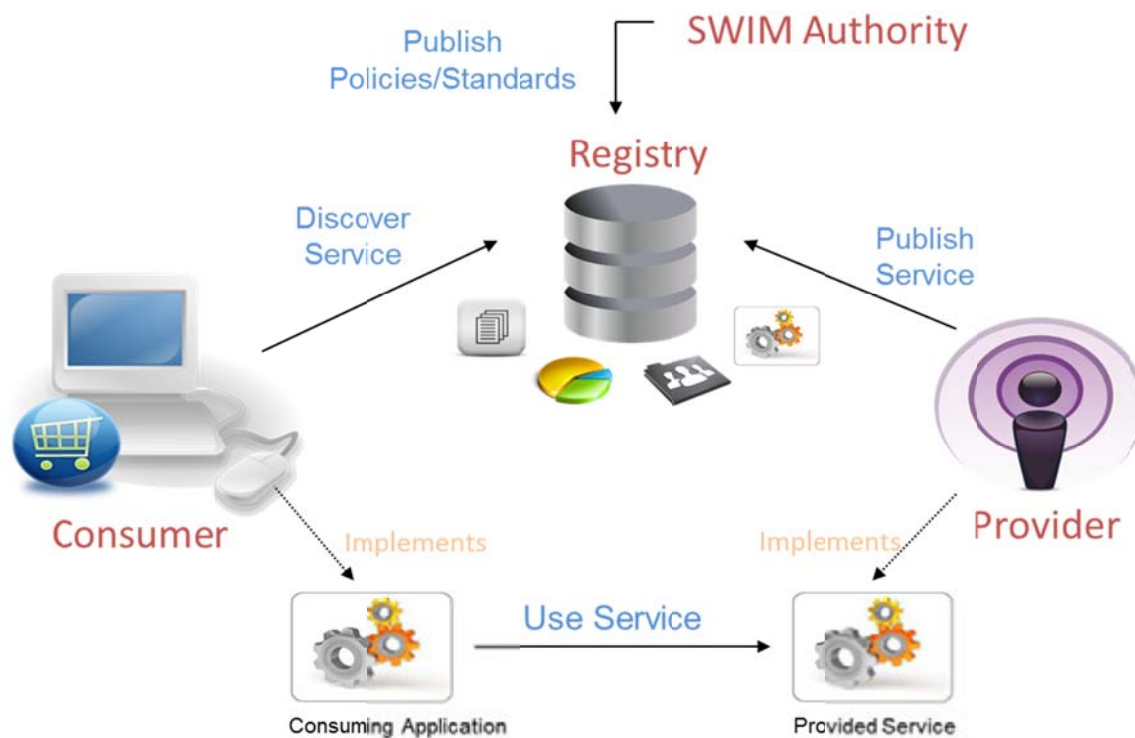 SWIM Authority
Publish
Policies/Standards
Registry
Discover
Service
Publish
Service
Consumer
Provider
Implements
Implements
Use Service
Consuming Application
Provided Service